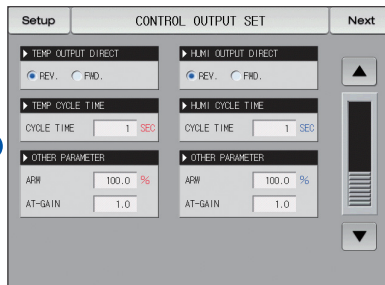 Setup CONTROL OUTPUT SET Next
▶ TEMP OUTPUT DIRECT
REV. FWD.
▶ TEMP CYCLE TIME
CYCLE TIME 1 SEC
▶ OTHER PARAMETER
ARW 100.0 %
AT-GAIN 1.0
▶ HUMI OUTPUT DIRECT
REV. FWD.
▶ HUMI CYCLE TIME
CYCLE TIME 1 SEC
▶ OTHER PARAMETER
ARW 100.0 %
AT-GAIN 1.0